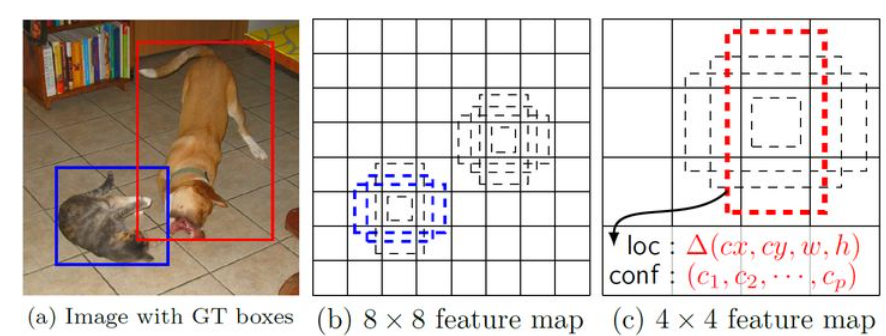 loc : Δ(cx, cy, w, h)
conf : (c₁, c₂, ⋯, cₚ)
(a) Image with GT boxes (b) 8 × 8 feature map (c) 4 × 4 feature map